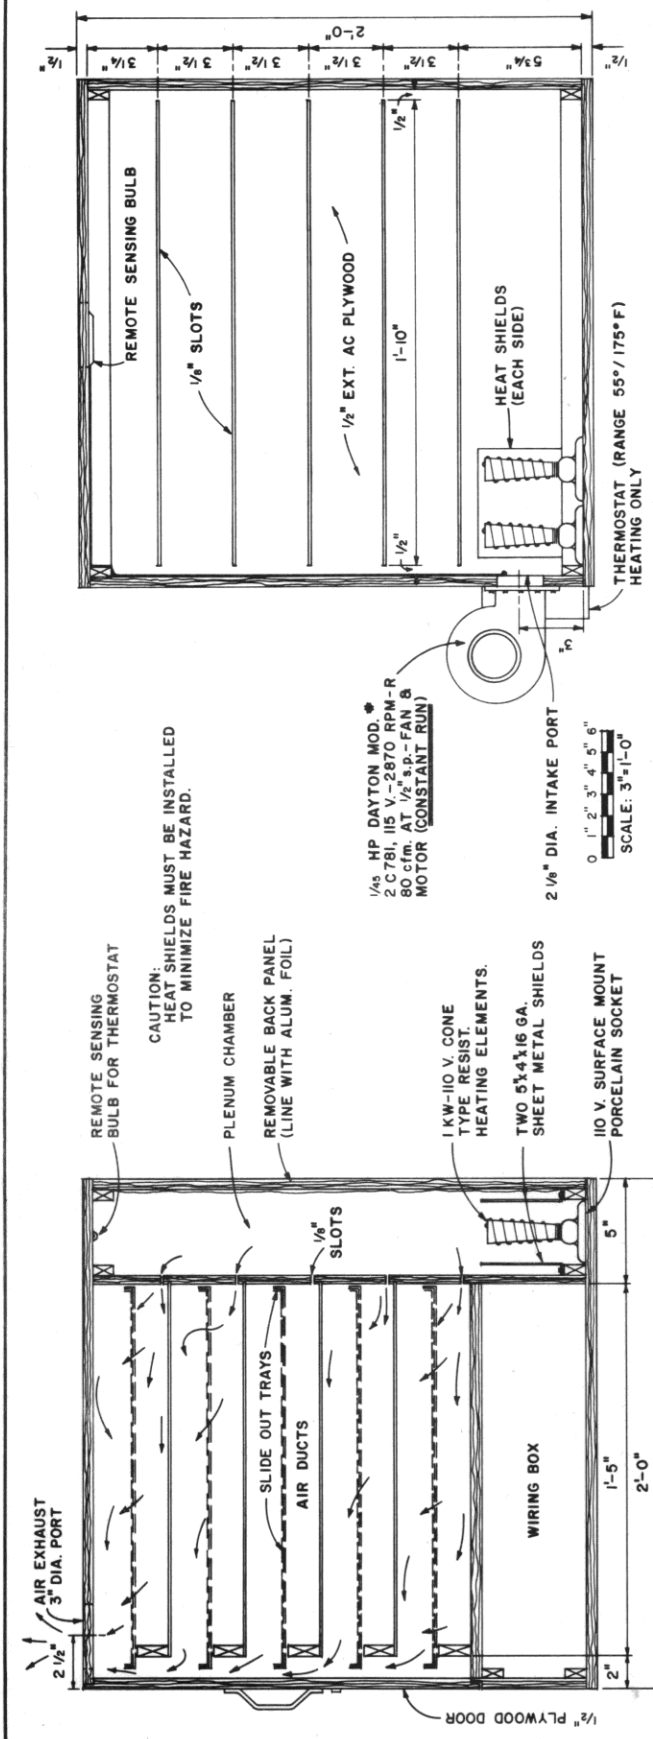 AIR EXHAUST
3" DIA. PORT
2 1/2"
SLIDE OUT TRAYS
AIR DUCTS
1/8"
SLOTS
WIRING BOX
1/2" PLYWOOD DOOR
2"
1'-5"
5"
2'-0"
REMOTE SENSING
BULB FOR THERMOSTAT
CAUTION:
HEAT SHIELDS MUST BE INSTALLED
TO MINIMIZE FIRE HAZARD.
PLENUM CHAMBER
REMOVABLE BACK PANEL
(LINE WITH ALUM. FOIL)
1 KW-110 V. CONE
TYPE RESIST.
HEATING ELEMENTS.
TWO 5"x4"x16 GA.
SHEET METAL SHIELDS
110 V. SURFACE MOUNT
PORCELAIN SOCKET
1/45 HP DAYTON MOD. *
2 C 781, 115 V.-2870 RPM-R
80 cfm. AT 1/2" s.p.-FAN &
MOTOR (CONSTANT RUN)
2 1/8" DIA. INTAKE PORT
0 1" 2" 3" 4" 5" 6"
SCALE: 3"=1'-0"
REMOTE SENSING BULB
1/8" SLOTS
1/2" EXT. AC PLYWOOD
1/2"
1'-10"
1/2"
HEAT SHIELDS
(EACH SIDE)
3"
THERMOSTAT (RANGE 55°/175°F)
HEATING ONLY
1/2"
3 1/4"
3 1/2"
3 1/2"
3 1/2"
3 1/2"
5 3/4"
1/2"
2'-0"